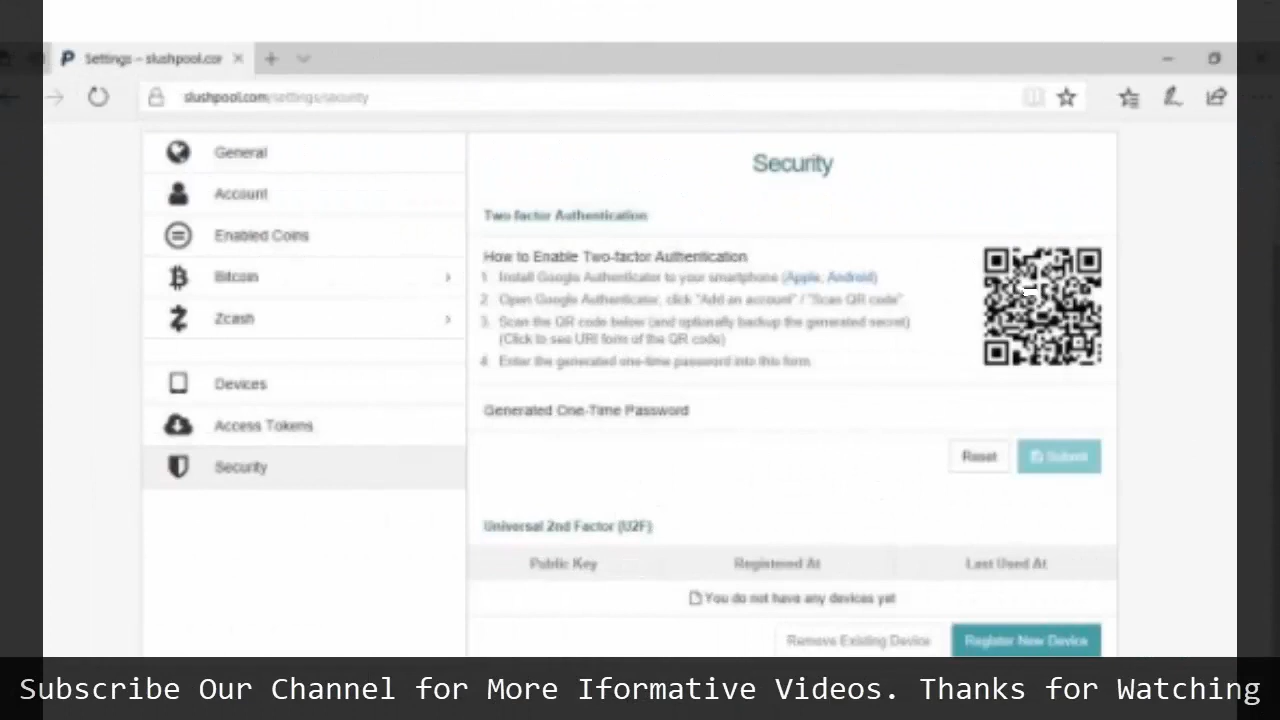 Settings - slushpool.cor
slushpool.com/settings/security
General
Account
Enabled Coins
Bitcoin
Zcash
Devices
Access Tokens
Security
Security
Two-factor Authentication
How to Enable Two-factor Authentication
1. Install Google Authenticator to your smartphone (Apple, Android)
2. Open Google Authenticator, click "Add an account" / "Scan QR code".
3. Scan the QR code below (and optionally backup the generated secret)
(Click to see URI form of the QR code)
4. Enter the generated one-time password into this form.
Generated One-Time Password
Reset Submit
Universal 2nd Factor (U2F)
Public Key Registered At Last Used At
You do not have any devices yet
Remove Existing Device Register New Device
Subscribe Our Channel for More Iformative Videos. Thanks for Watching